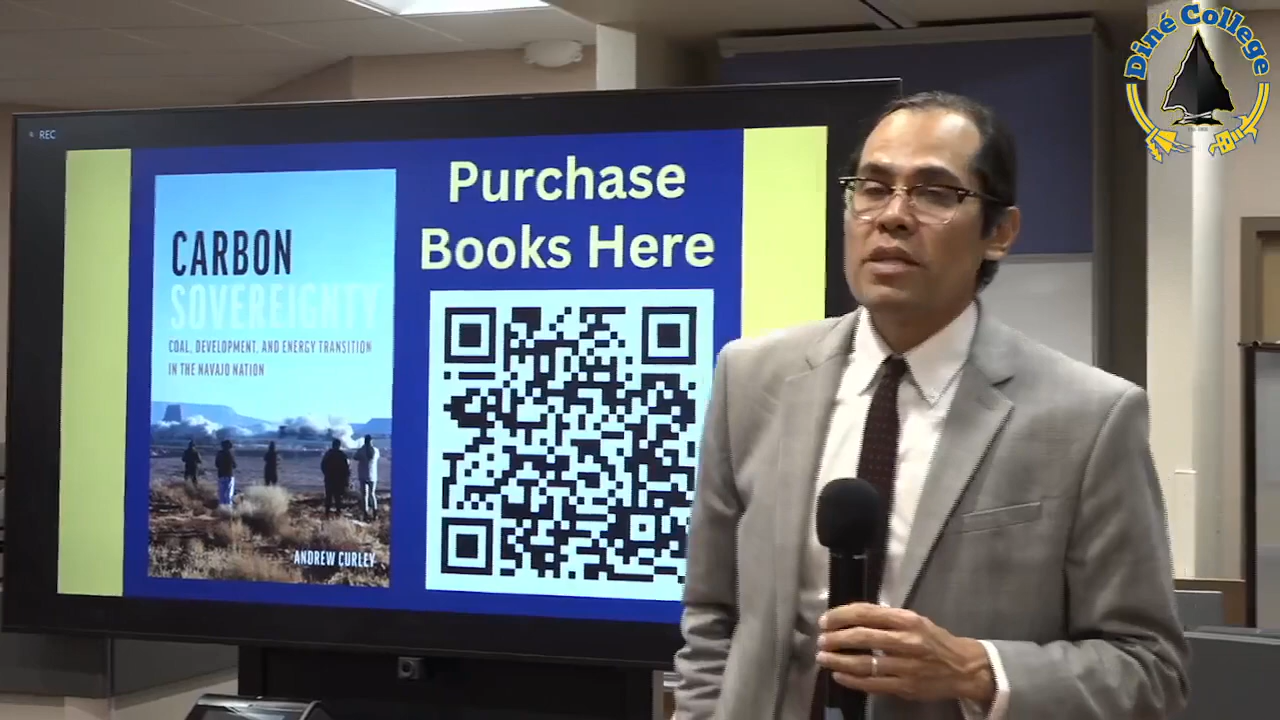 REC
Diné College
Purchase
Books Here
CARBON
SOVEREIGNTY
COAL, DEVELOPMENT, AND ENERGY TRANSITION
IN THE NAVAJO NATION
ANDREW CURLEY